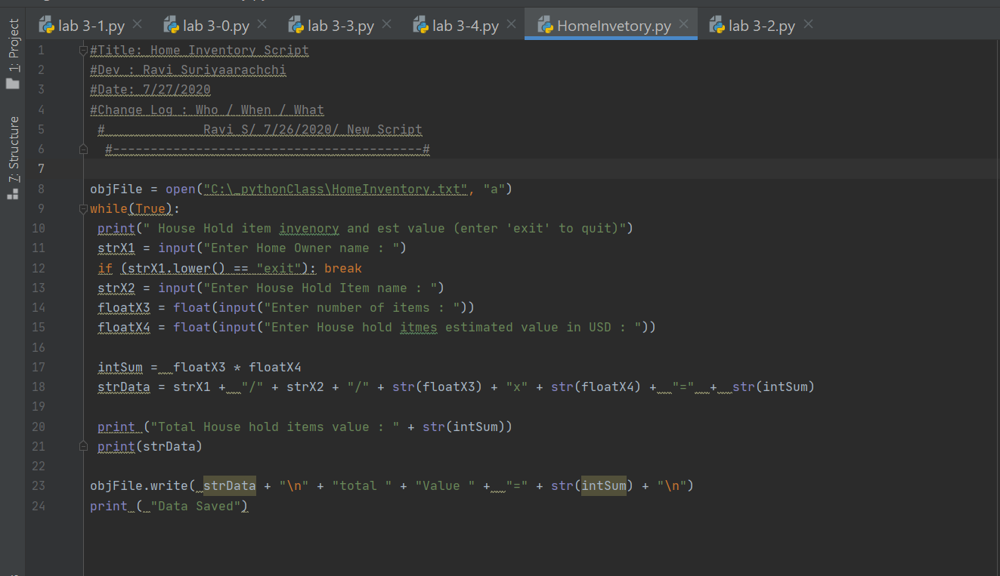 lab 3-1.py lab 3-0.py lab 3-3.py lab 3-4.py HomeInvetory.py lab 3-2.py
1: Project
7: Structure
1 #Title: Home Inventory Script
2 #Dev : Ravi Suriyaarachchi
3 #Date: 7/27/2020
4 #Change Log : Who / When / What
5 #             Ravi S/ 7/26/2020/ New Script
6 #-----------------------------------------#
7
8 objFile = open("C:\_pythonClass\HomeInventory.txt", "a")
9 while(True):
10 print(" House Hold item invenory and est value (enter 'exit' to quit)")
11 strX1 = input("Enter Home Owner name : ")
12 if (strX1.lower() == "exit"): break
13 strX2 = input("Enter House Hold Item name : ")
14 floatX3 = float(input("Enter number of items : "))
15 floatX4 = float(input("Enter House hold itmes estimated value in USD : "))
16
17 intSum =  floatX3 * floatX4
18 strData = strX1 +  "/" + strX2 + "/" + str(floatX3) + "x" + str(floatX4) +  "="  +  str(intSum)
19
20 print ("Total House hold items value : " + str(intSum))
21 print(strData)
22
23 objFile.write( strData + "\n" + "total " + "Value " +  "=" + str(intSum) + "\n")
24 print ( "Data Saved")